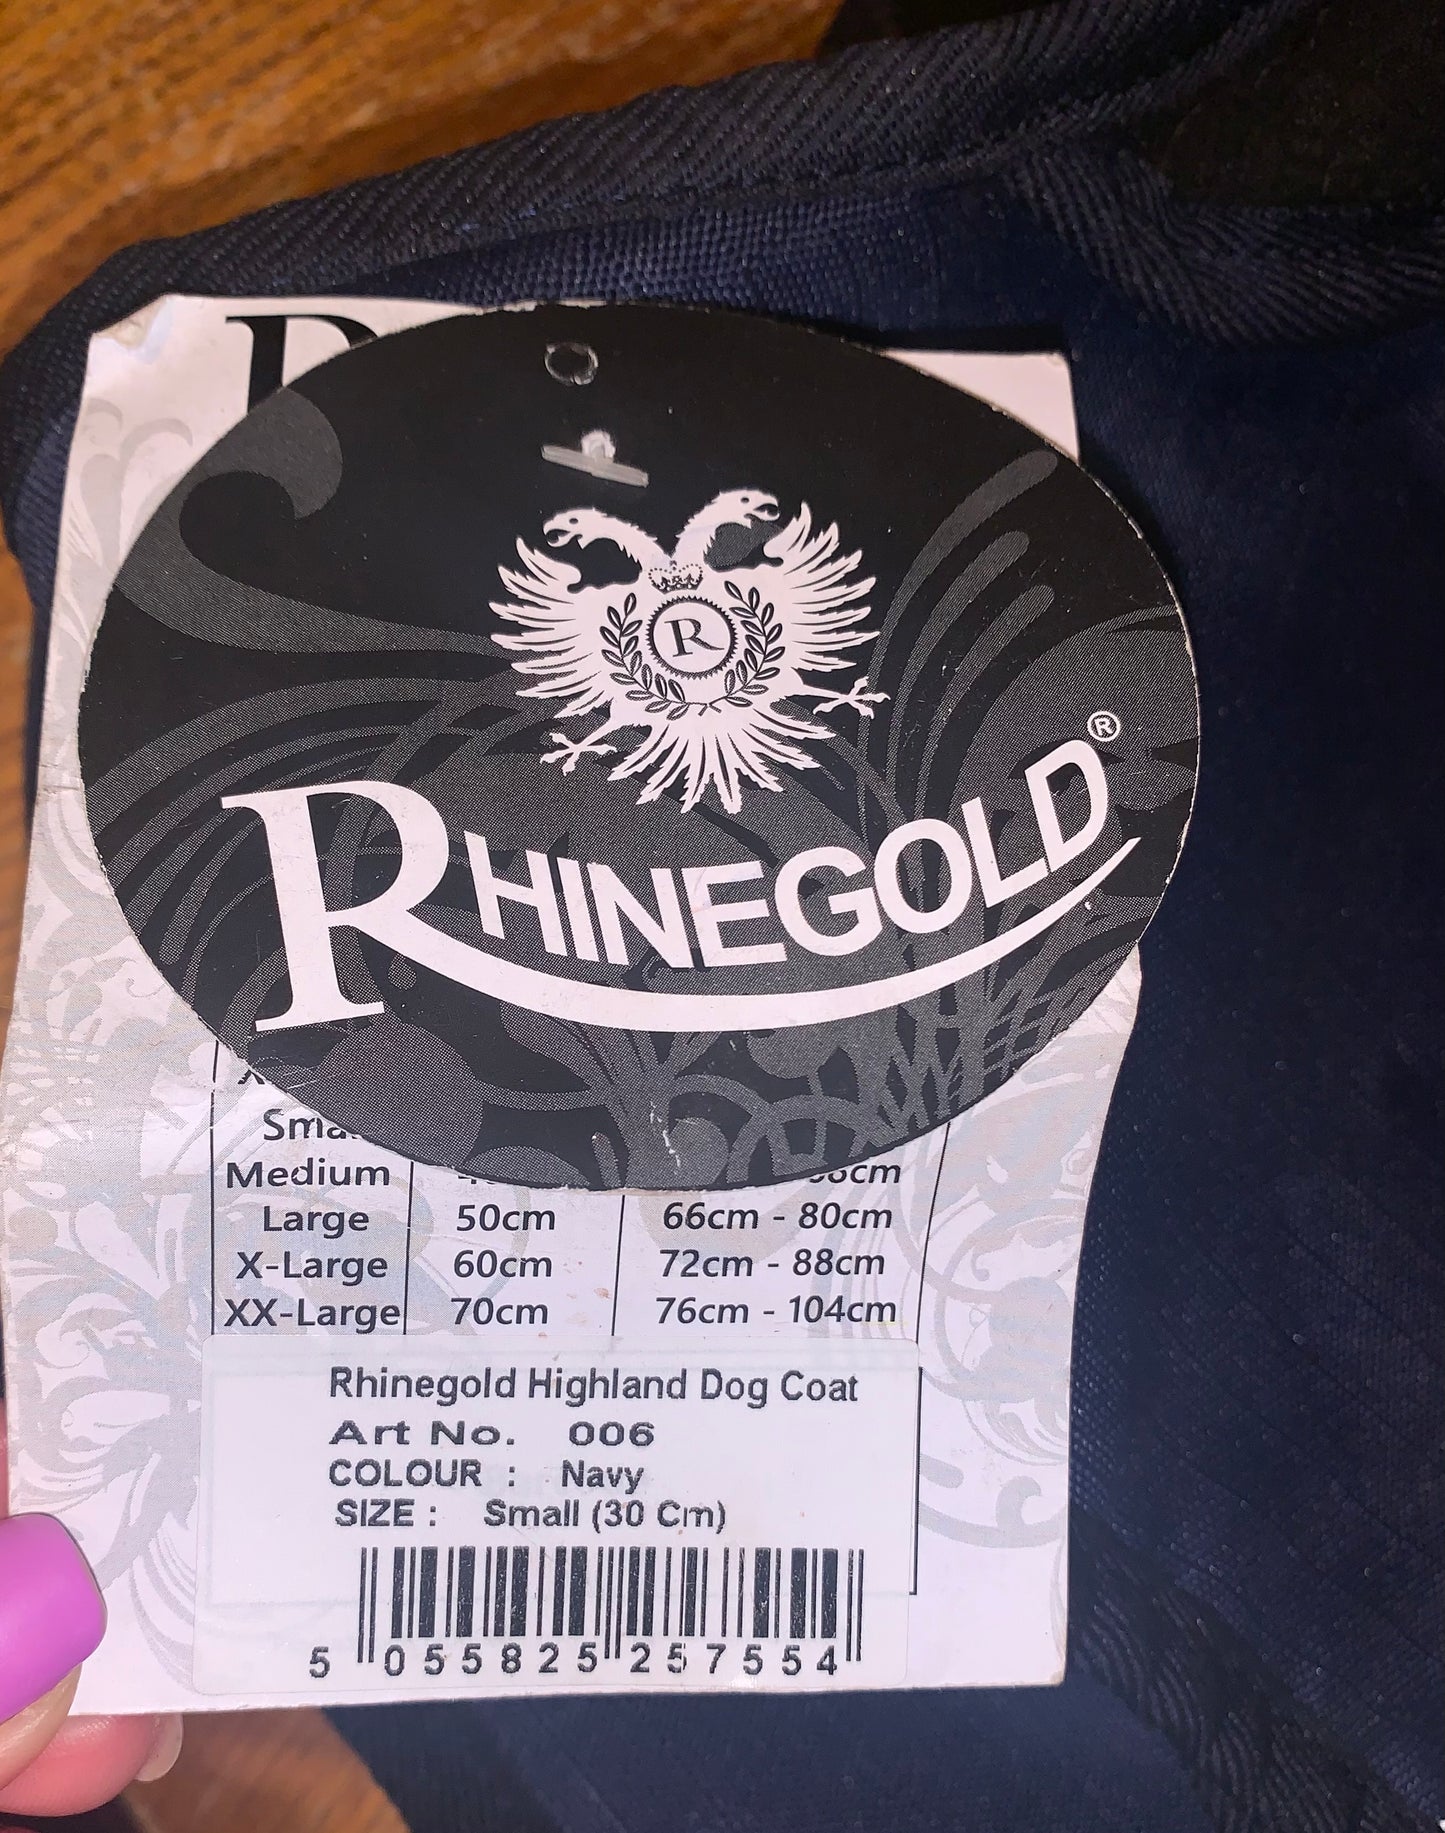 R
R
RHINEGOLD®
Medium
Large 50cm 66cm - 80cm
X-Large 60cm 72cm - 88cm
XX-Large 70cm 76cm - 104cm
Rhinegold Highland Dog Coat
Art No. 006
COLOUR : Navy
SIZE : Small (30 Cm)
5 055825 257554